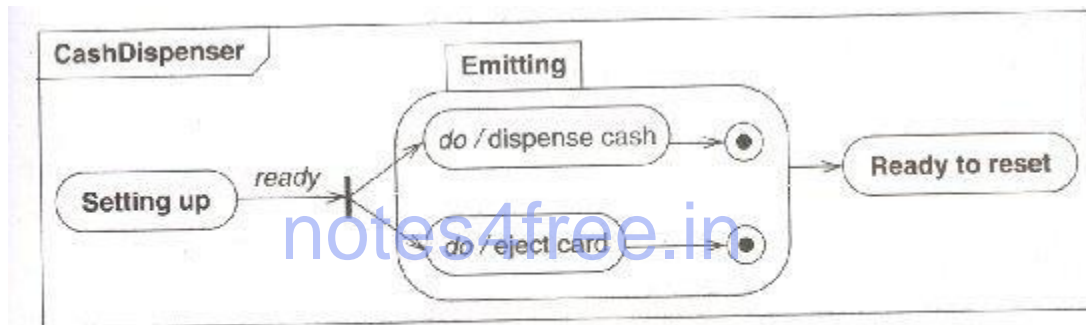 CashDispenser
Emitting
do / dispense cash
ready
Setting up
Ready to reset
do / eject card
notes4free.in